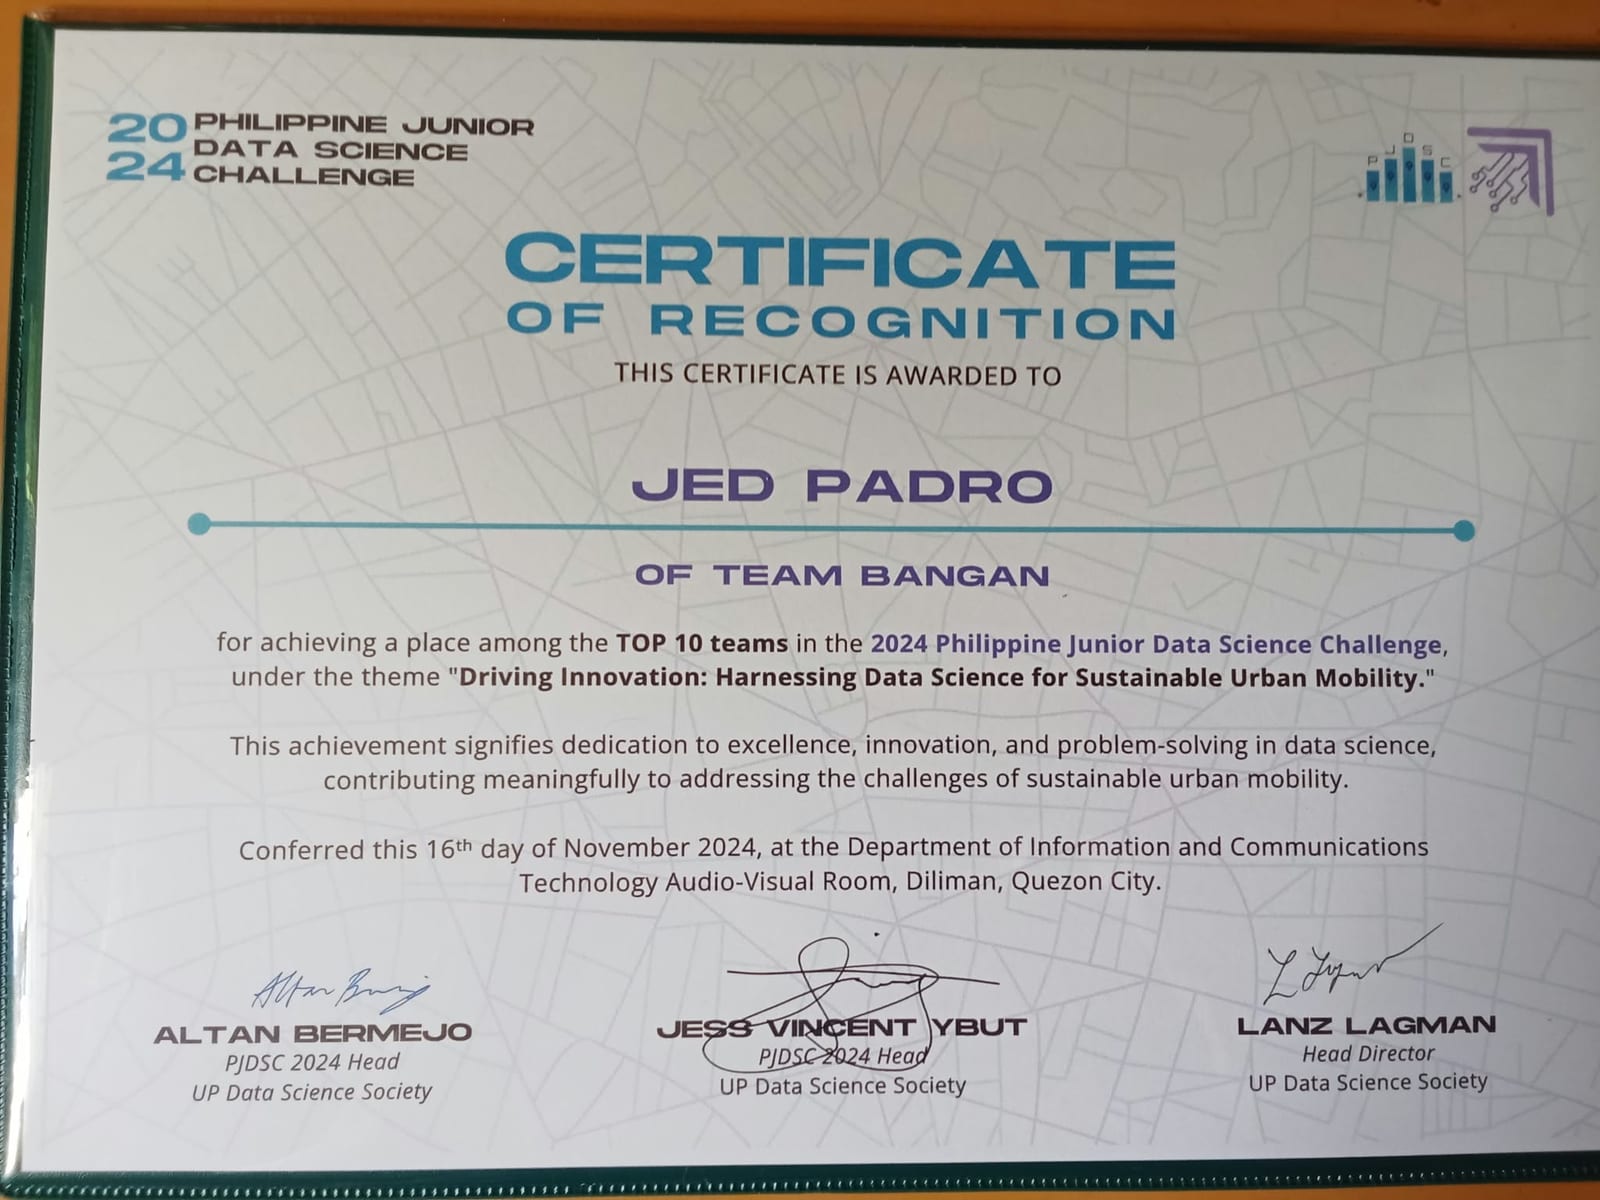 2024 PHILIPPINE JUNIOR
DATA SCIENCE
CHALLENGE
P J D S C
CERTIFICATE
OF RECOGNITION
THIS CERTIFICATE IS AWARDED TO
JED PADRO
OF TEAM BANGAN
for achieving a place among the TOP 10 teams in the 2024 Philippine Junior Data Science Challenge,
under the theme "Driving Innovation: Harnessing Data Science for Sustainable Urban Mobility."
This achievement signifies dedication to excellence, innovation, and problem-solving in data science,
contributing meaningfully to addressing the challenges of sustainable urban mobility.
Conferred this 16th day of November 2024, at the Department of Information and Communications
Technology Audio-Visual Room, Diliman, Quezon City.
Altan
ALTAN BERMEJO
PJDSC 2024 Head
UP Data Science Society
JESS VINCENT YBUT
PJDSC 2024 Head
UP Data Science Society
LANZ LAGMAN
Head Director
UP Data Science Society